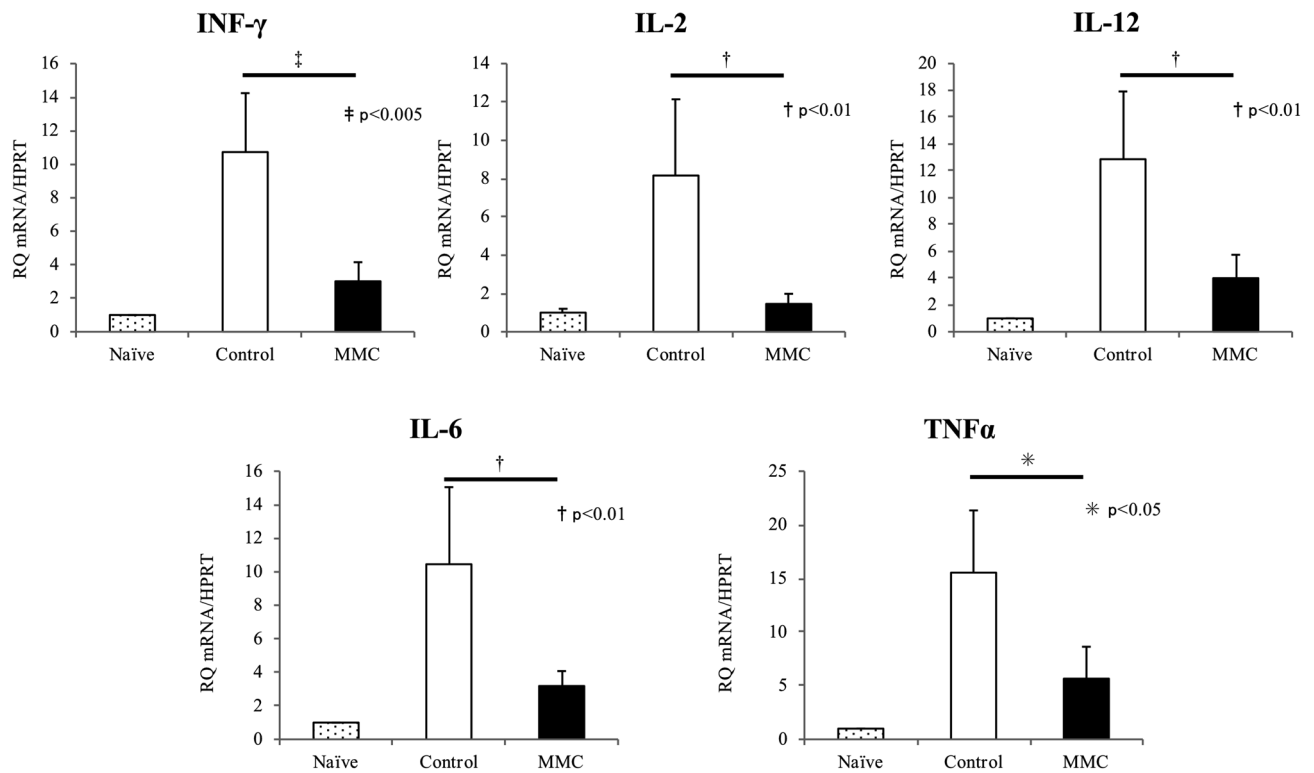 INF-γ
‡
‡ p<0.005
RQ mRNA/HPRT
16
14
12
10
8
6
4
2
0
Naïve Control MMC
IL-2
†
† p<0.01
RQ mRNA/HPRT
14
12
10
8
6
4
2
0
Naïve Control MMC
IL-12
†
† p<0.01
RQ mRNA/HPRT
20
18
16
14
12
10
8
6
4
2
0
Naïve Control MMC
IL-6
†
† p<0.01
RQ mRNA/HPRT
16
14
12
10
8
6
4
2
0
Naïve Control MMC
TNFα
✳
✳ p<0.05
RQ mRNA/HPRT
25
20
15
10
5
0
Naïve Control MMC